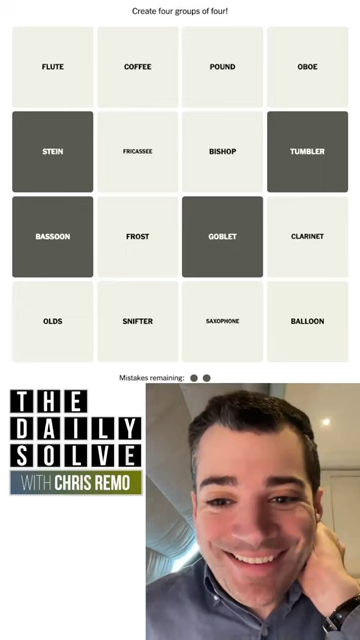 Create four groups of four!
FLUTE COFFEE POUND OBOE
STEIN FRICASSEE BISHOP TUMBLER
BASSOON FROST GOBLET CLARINET
OLDS SNIFTER SAXOPHONE BALLOON
Mistakes remaining:
THE
DAILY
SOLVE
WITH CHRIS REMO